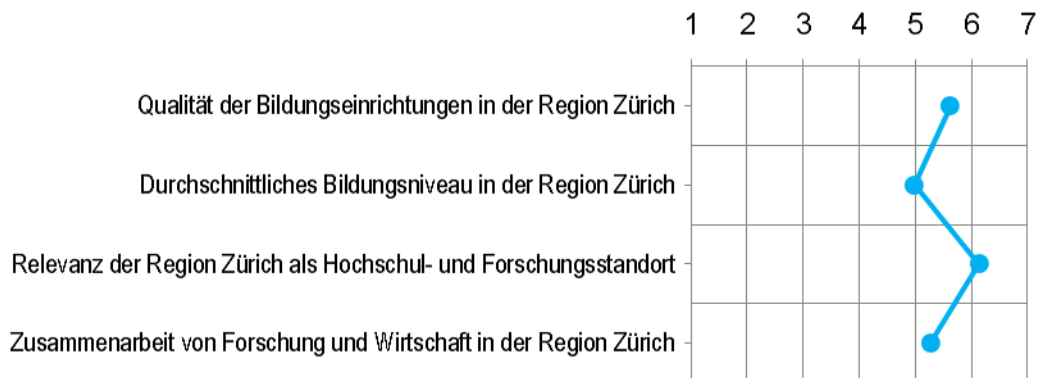 1 2 3 4 5 6 7
Qualität der Bildungseinrichtungen in der Region Zürich
Durchschnittliches Bildungsniveau in der Region Zürich
Relevanz der Region Zürich als Hochschul- und Forschungsstandort
Zusammenarbeit von Forschung und Wirtschaft in der Region Zürich